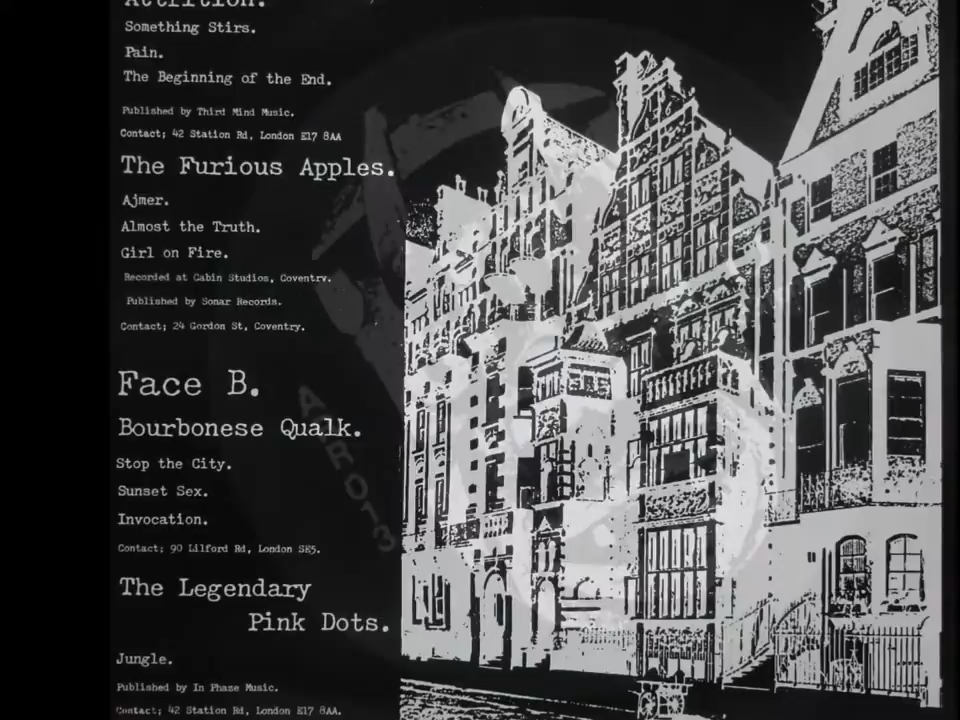 Attrition.
Something Stirs.
Pain.
The Beginning of the End.
Published by Third Mind Music.
Contact; 42 Station Rd, London E17 8AA
The Furious Apples.
Ajmer.
Almost the Truth.
Girl on Fire.
Recorded at Cabin Studios, Coventry.
Published by Sonar Records.
Contact; 24 Gordon St, Coventry.
Face B.
Bourbonese Qualk.
Stop the City.
Sunset Sex.
Invocation.
Contact; 90 Lilford Rd, London SE5.
The Legendary
Pink Dots.
Jungle.
Published by In Phaze Music.
Contact; 42 Station Rd, London E17 8AA.